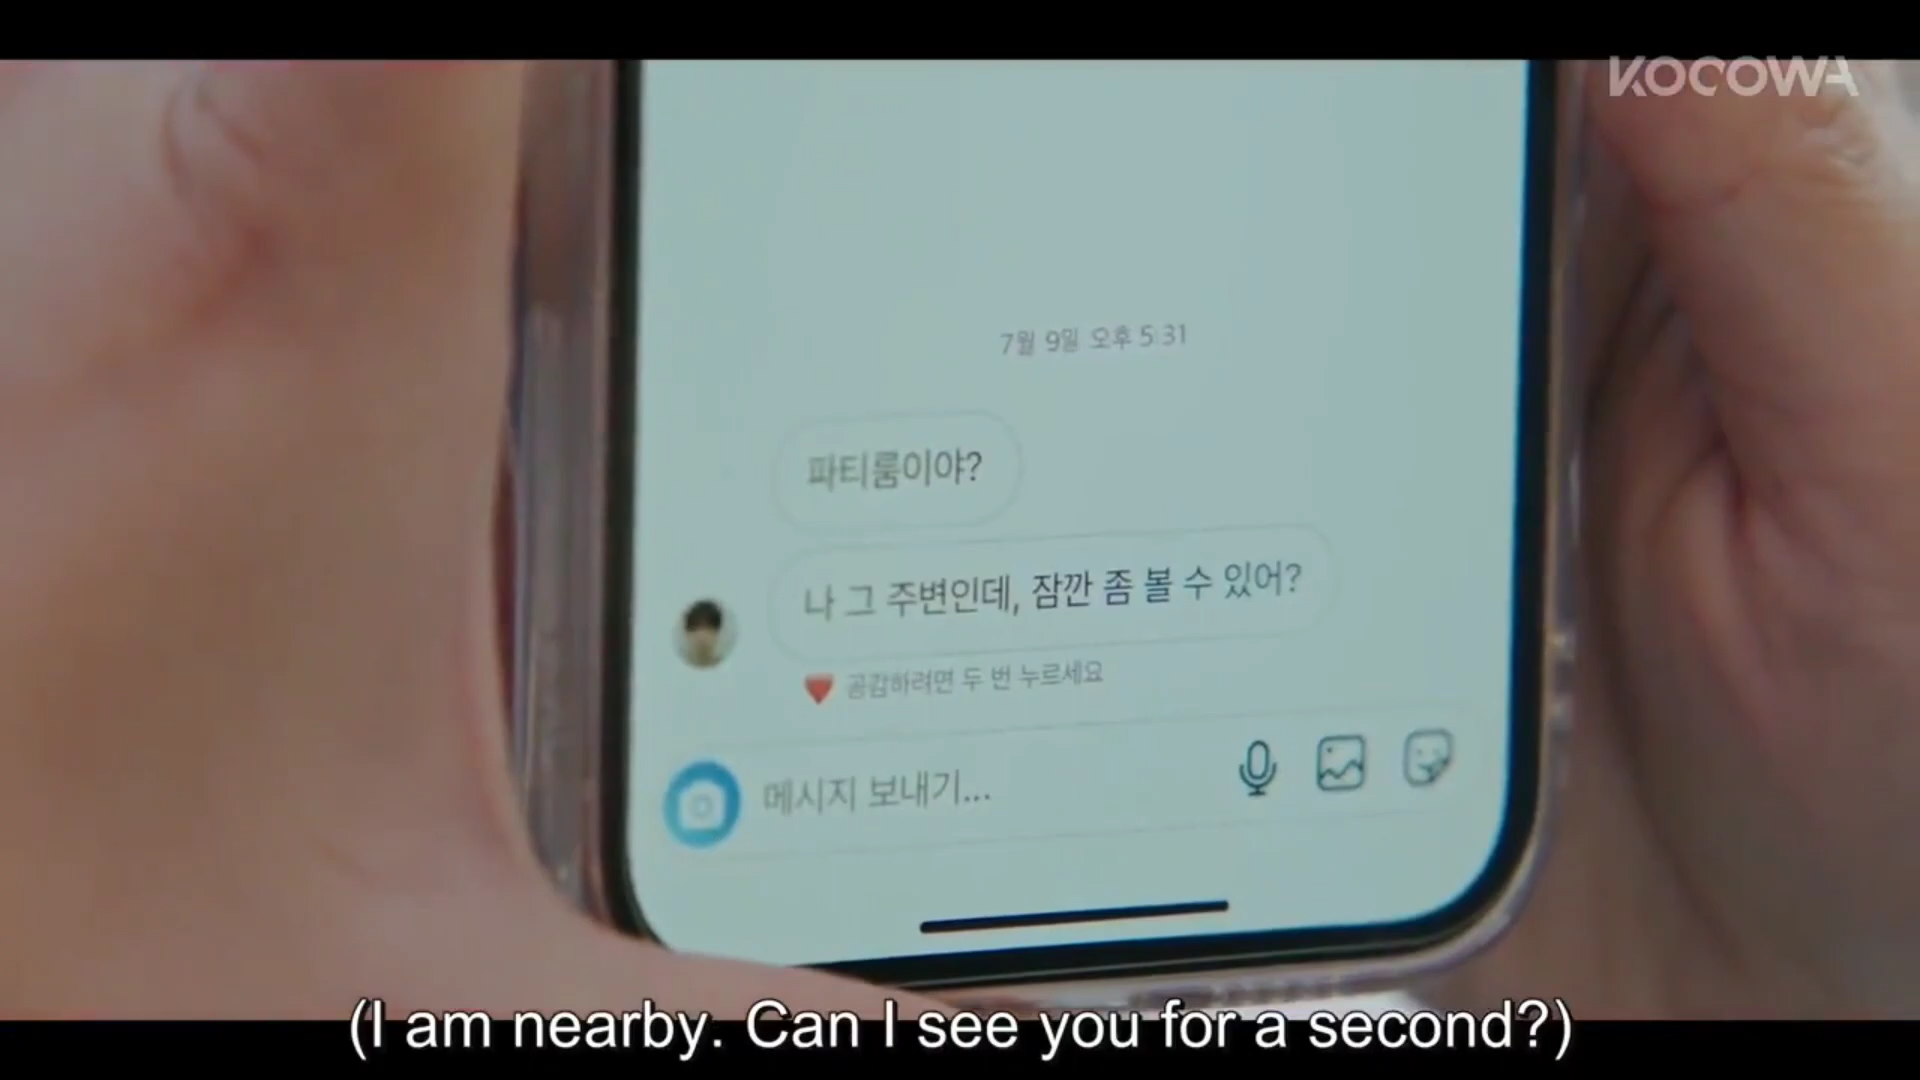 KOCOWA
7월 9일 오후 5:31
파티룸이야?
나 그 주변인데, 잠깐 좀 볼 수 있어?
공감하려면 두 번 누르세요
메시지 보내기...
(I am nearby. Can I see you for a second?)